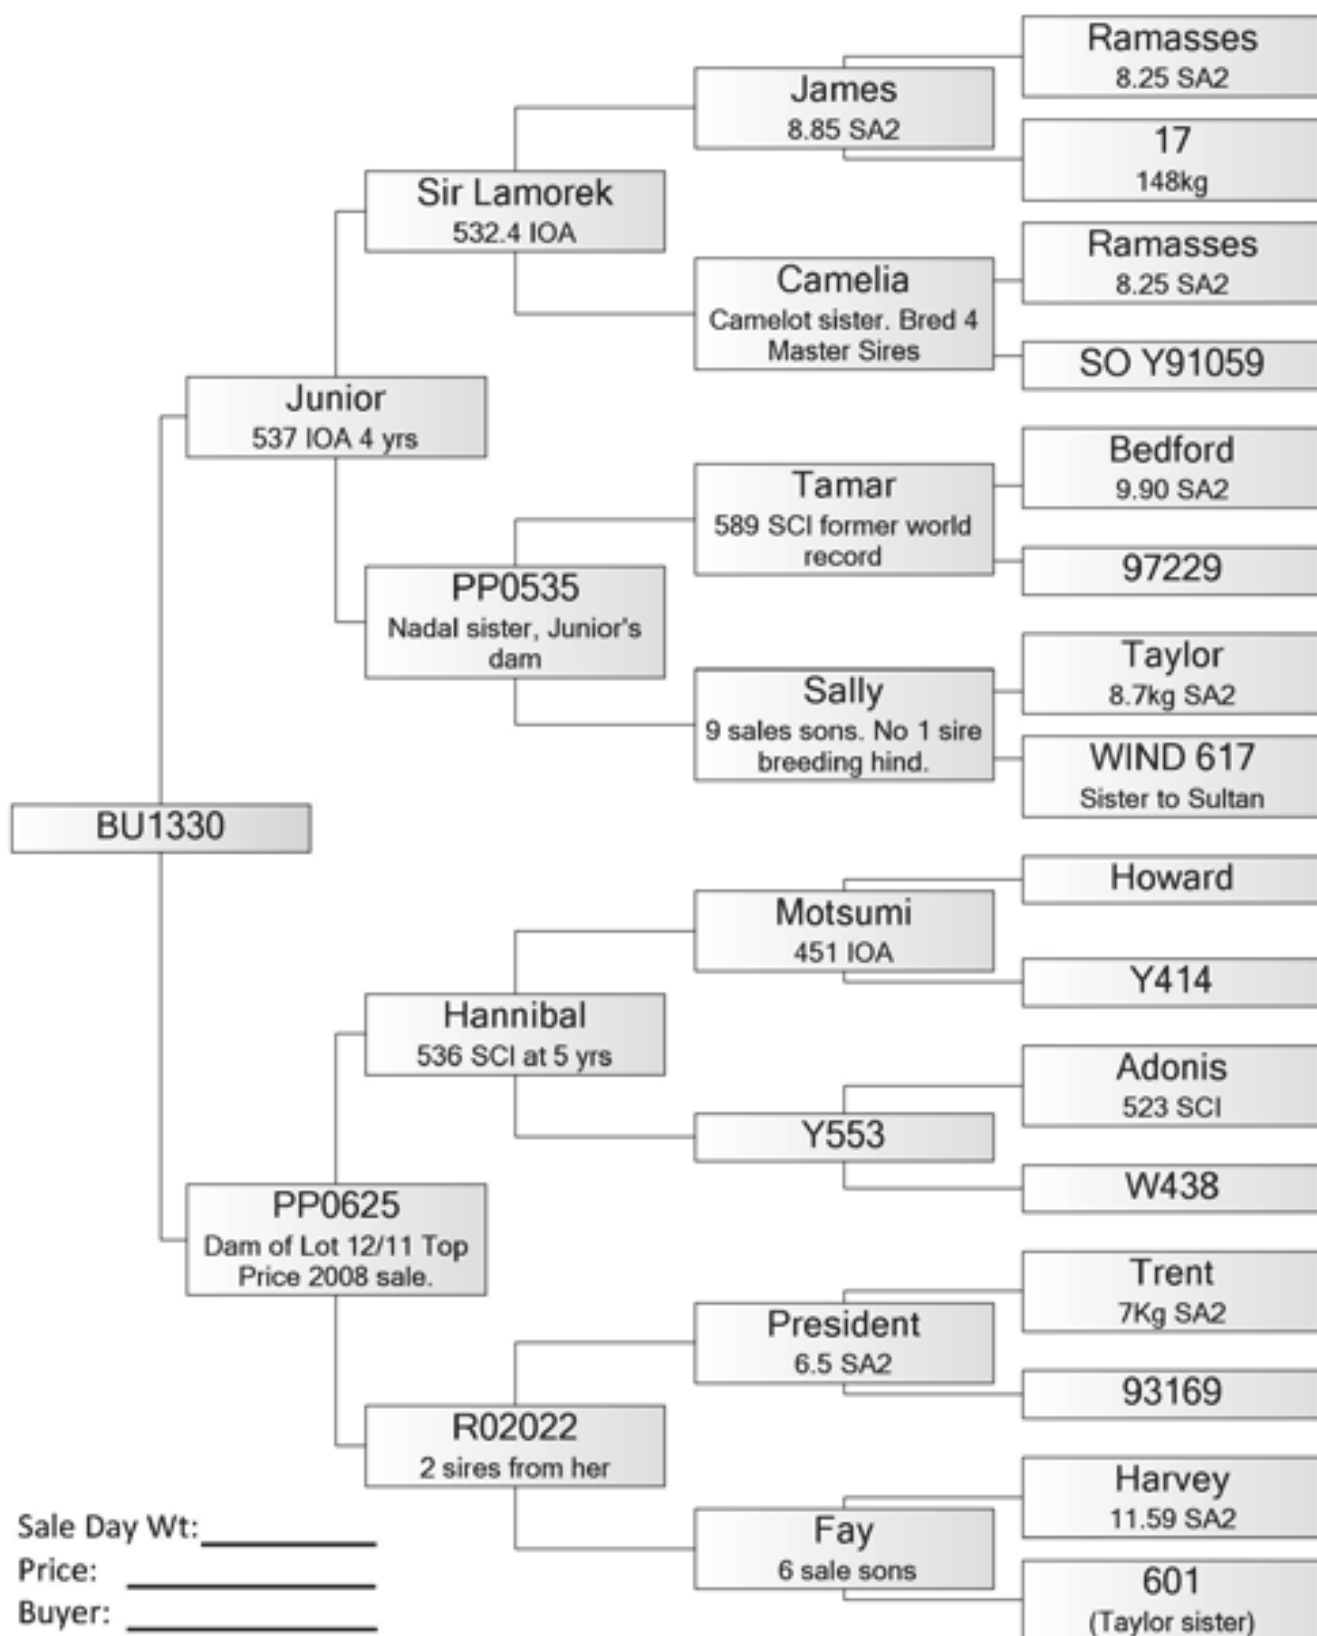 Ramasses
8.25 SA2
James
8.85 SA2
17
148kg
Sir Lamorek
532.4 IOA
Ramasses
8.25 SA2
Camelia
Camelot sister. Bred 4
Master Sires
SO Y91059
Junior
537 IOA 4 yrs
Bedford
9.90 SA2
Tamar
589 SCI former world
record
97229
PP0535
Nadal sister, Junior's
dam
Taylor
8.7kg SA2
Sally
9 sales sons. No 1 sire
breeding hind.
WIND 617
Sister to Sultan
BU1330
Howard
Motsumi
451 IOA
Y414
Hannibal
536 SCI at 5 yrs
Adonis
523 SCI
Y553
W438
PP0625
Dam of Lot 12/11 Top
Price 2008 sale.
Trent
7Kg SA2
President
6.5 SA2
93169
R02022
2 sires from her
Harvey
11.59 SA2
Fay
6 sale sons
601
(Taylor sister)
Sale Day Wt:
Price:
Buyer: